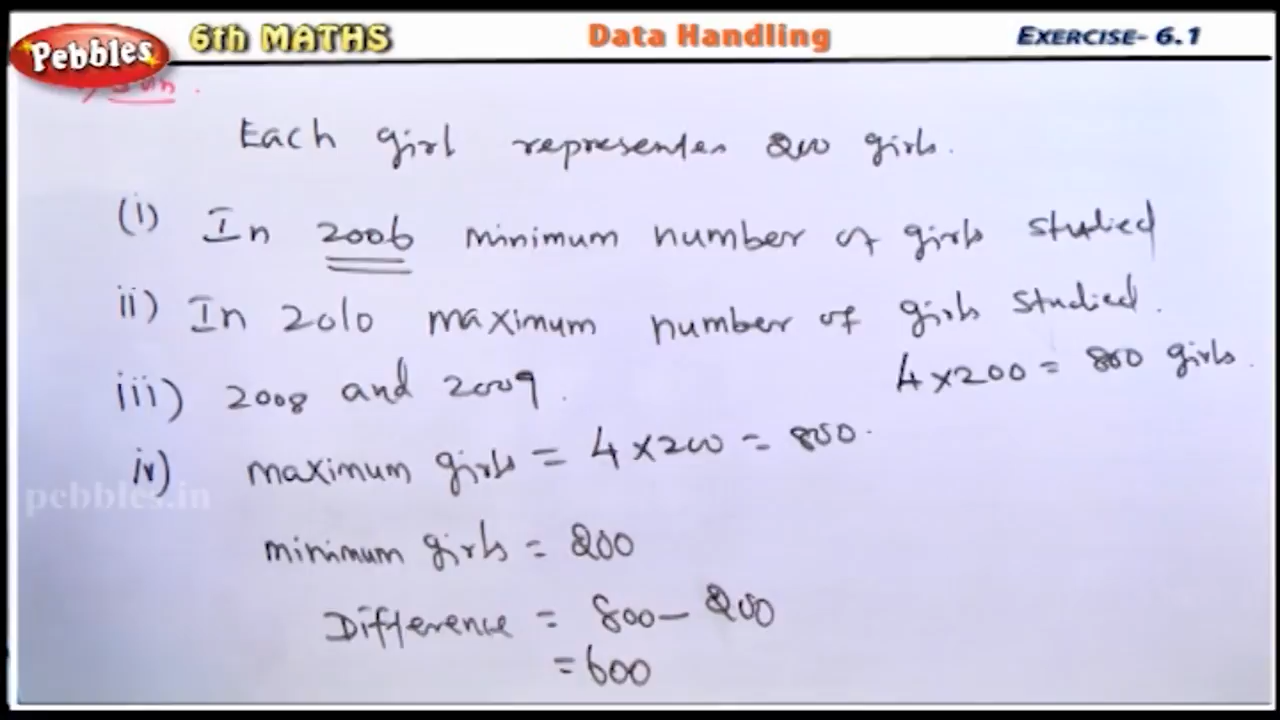 Pebbles
6th MATHS
Data Handling
EXERCISE- 6.1
Each girl representes 200 girls.
(i) In 2006 minimum number of girls studied
ii) In 2010 maximum number of girls studied.
4 x 200 = 800 girls.
iii) 2008 and 2009.
iv) maximum girls = 4 x 200 = 800.
pebbles.in
minimum girls = 200
Difference = 800 - 200
= 600